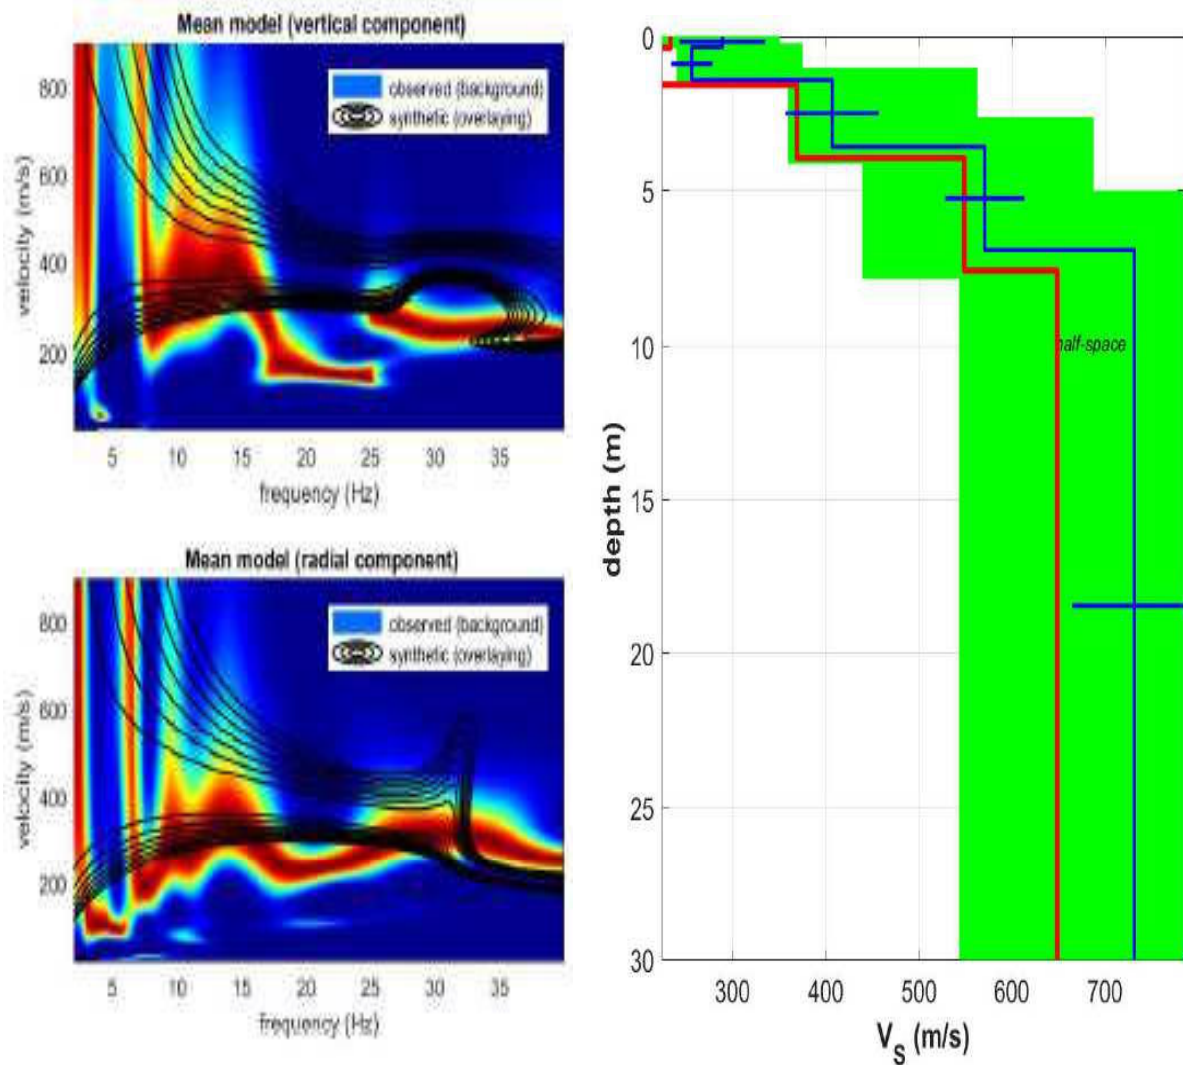 Mean model (vertical component)
velocity (m/s)
800
600
400
200
observed (background)
synthetic (overlaying)
5 10 15 20 25 30 35
frequency (Hz)
Mean model (radial component)
velocity (m/s)
800
600
400
200
observed (background)
synthetic (overlaying)
5 10 15 20 25 30 35
frequency (Hz)
depth (m)
0
5
10
15
20
25
30
half-space
300 400 500 600 700
V_S (m/s)